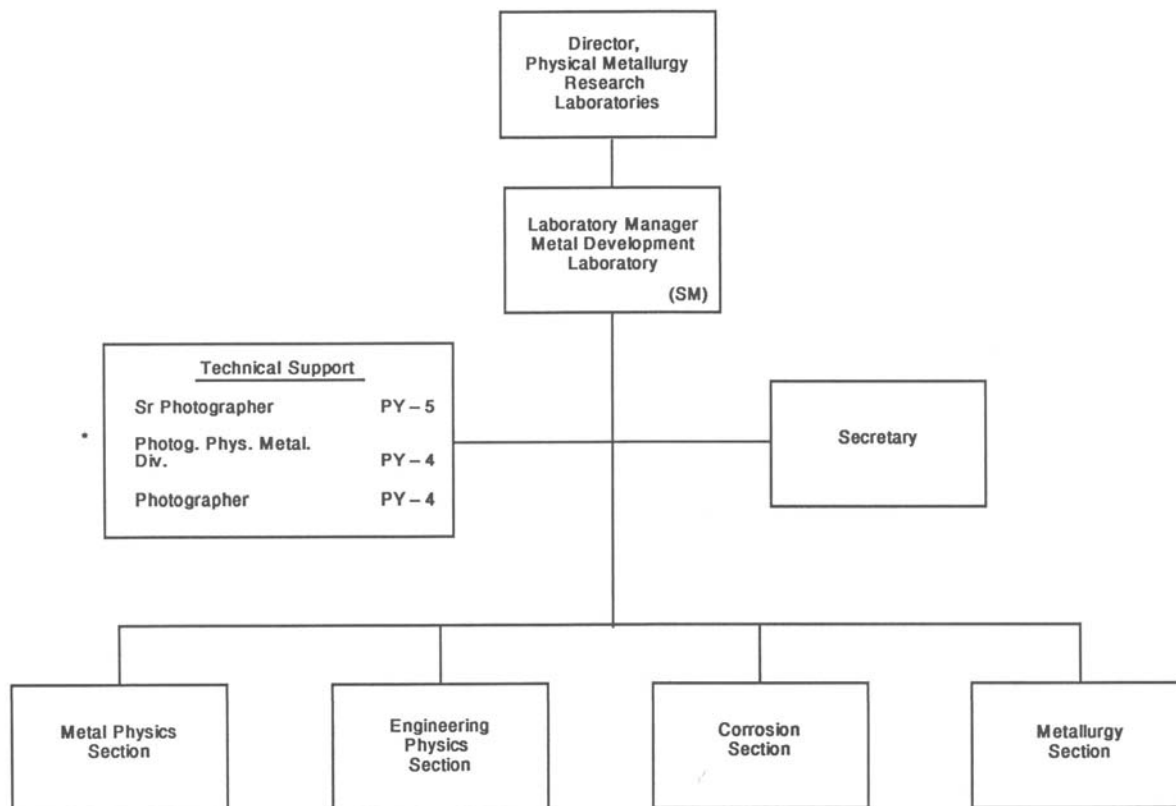 Director,
Physical Metallurgy
Research
Laboratories
Laboratory Manager
Metal Development
Laboratory
(SM)
Technical Support
Sr Photographer PY – 5
Photog. Phys. Metal.
Div. PY – 4
Photographer PY – 4
Secretary
Metal Physics
Section
Engineering
Physics
Section
Corrosion
Section
Metallurgy
Section